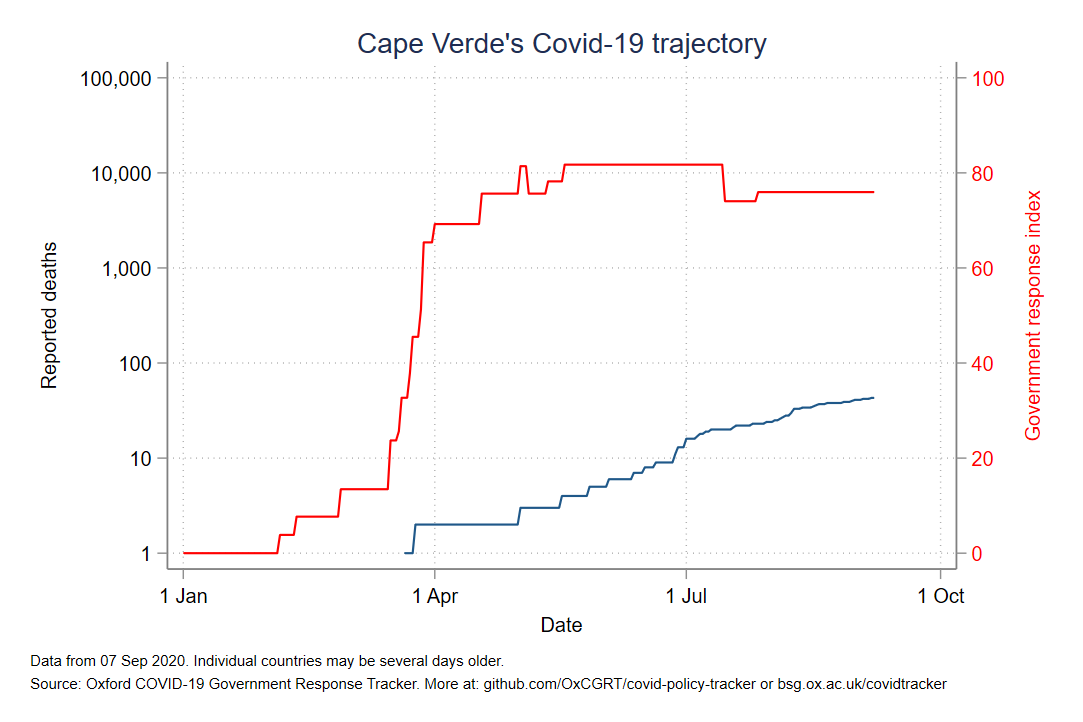 Cape Verde's Covid-19 trajectory
100,000
10,000
1,000
100
10
1
Reported deaths
100
80
60
40
20
0
Government response index
1 Jan
1 Apr
1 Jul
1 Oct
Date
Data from 07 Sep 2020. Individual countries may be several days older.
Source: Oxford COVID-19 Government Response Tracker. More at: github.com/OxCGRT/covid-policy-tracker or bsg.ox.ac.uk/covidtracker